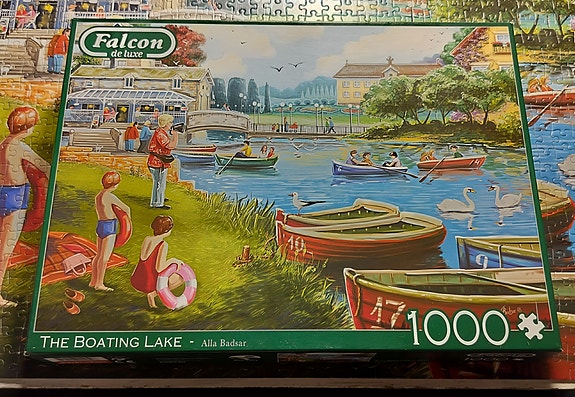 Falcon
de luxe
19
9
17
1000
THE BOATING LAKE - Alla Badsar